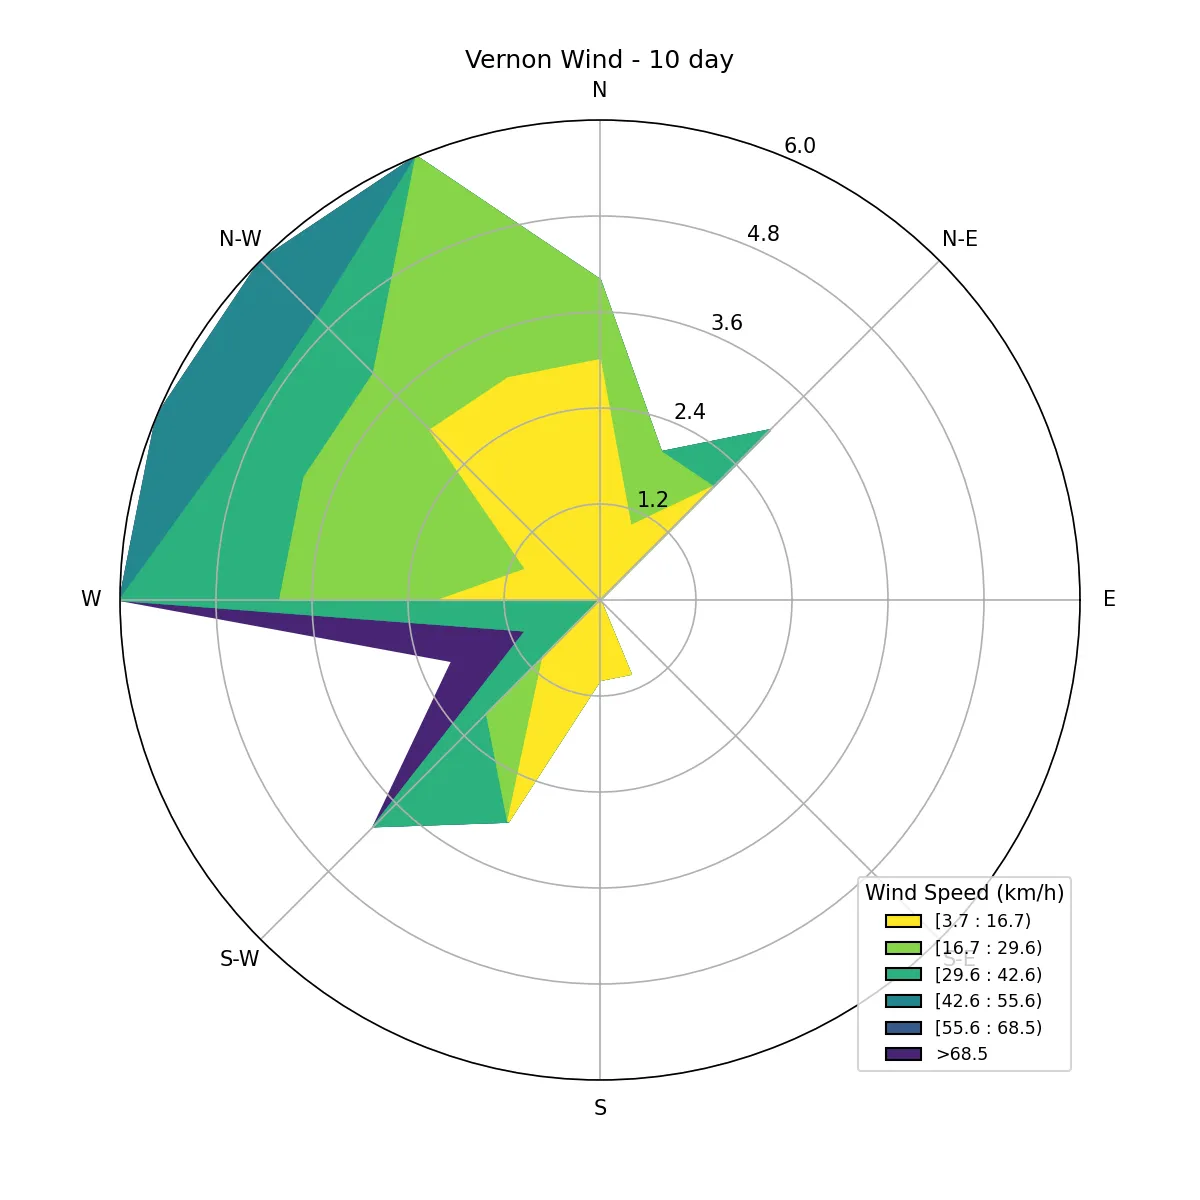 Vernon Wind - 10 day
N
6.0
N-W
N-E
4.8
3.6
2.4
1.2
W
E
S-W
S-E
S
Wind Speed (km/h)
[3.7 : 16.7)
[16.7 : 29.6)
[29.6 : 42.6)
[42.6 : 55.6)
[55.6 : 68.5)
>68.5